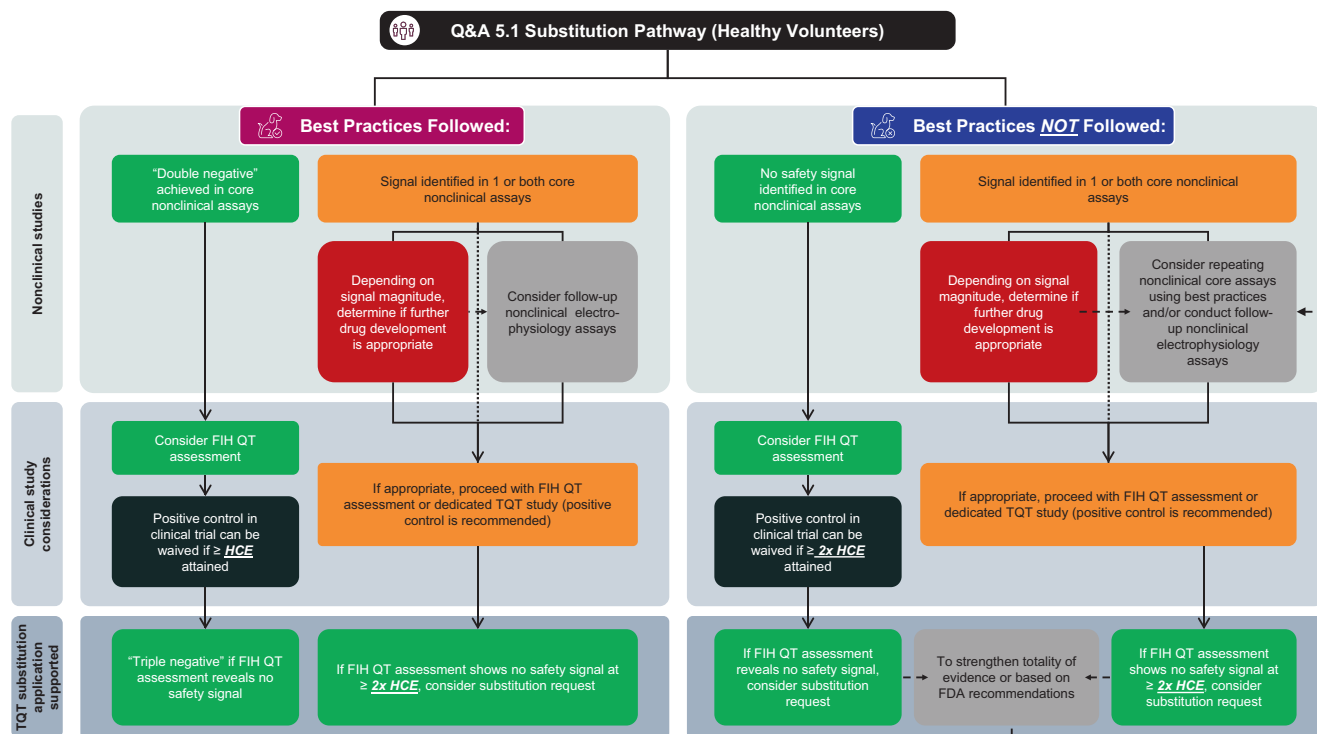 Q&A 5.1 Substitution Pathway (Healthy Volunteers)
Nonclinical studies
Best Practices Followed:
"Double negative"
achieved in core
nonclinical assays
Signal identified in 1 or both core
nonclinical assays
Depending on
signal magnitude,
determine if further
drug development
is appropriate
Consider follow-up
nonclinical electro-
physiology assays
Best Practices NOT Followed:
No safety signal
identified in core
nonclinical assays
Signal identified in 1 or both core nonclinical
assays
Depending on signal
magnitude, determine if
further drug
development is
appropriate
Consider repeating
nonclinical core assays
using best practices
and/or conduct follow-
up nonclinical
electrophysiology
assays
Clinical study
considerations
Consider FIH QT
assessment
Positive control in
clinical trial can be
waived if ≥ HCE
attained
If appropriate, proceed with FIH QT
assessment or dedicated TQT study (positive
control is recommended)
Consider FIH QT
assessment
Positive control in
clinical trial can be
waived if ≥ 2x HCE
attained
If appropriate, proceed with FIH QT assessment or
dedicated TQT study (positive control is recommended)
TQT substitution
application
supported
"Triple negative" if FIH QT
assessment reveals no
safety signal
If FIH QT assessment shows no safety signal at
≥ 2x HCE, consider substitution request
If FIH QT assessment
reveals no safety signal,
consider substitution
request
To strengthen totality of
evidence or based on
FDA recommendations
If FIH QT assessment
shows no safety signal at
≥ 2x HCE, consider
substitution request